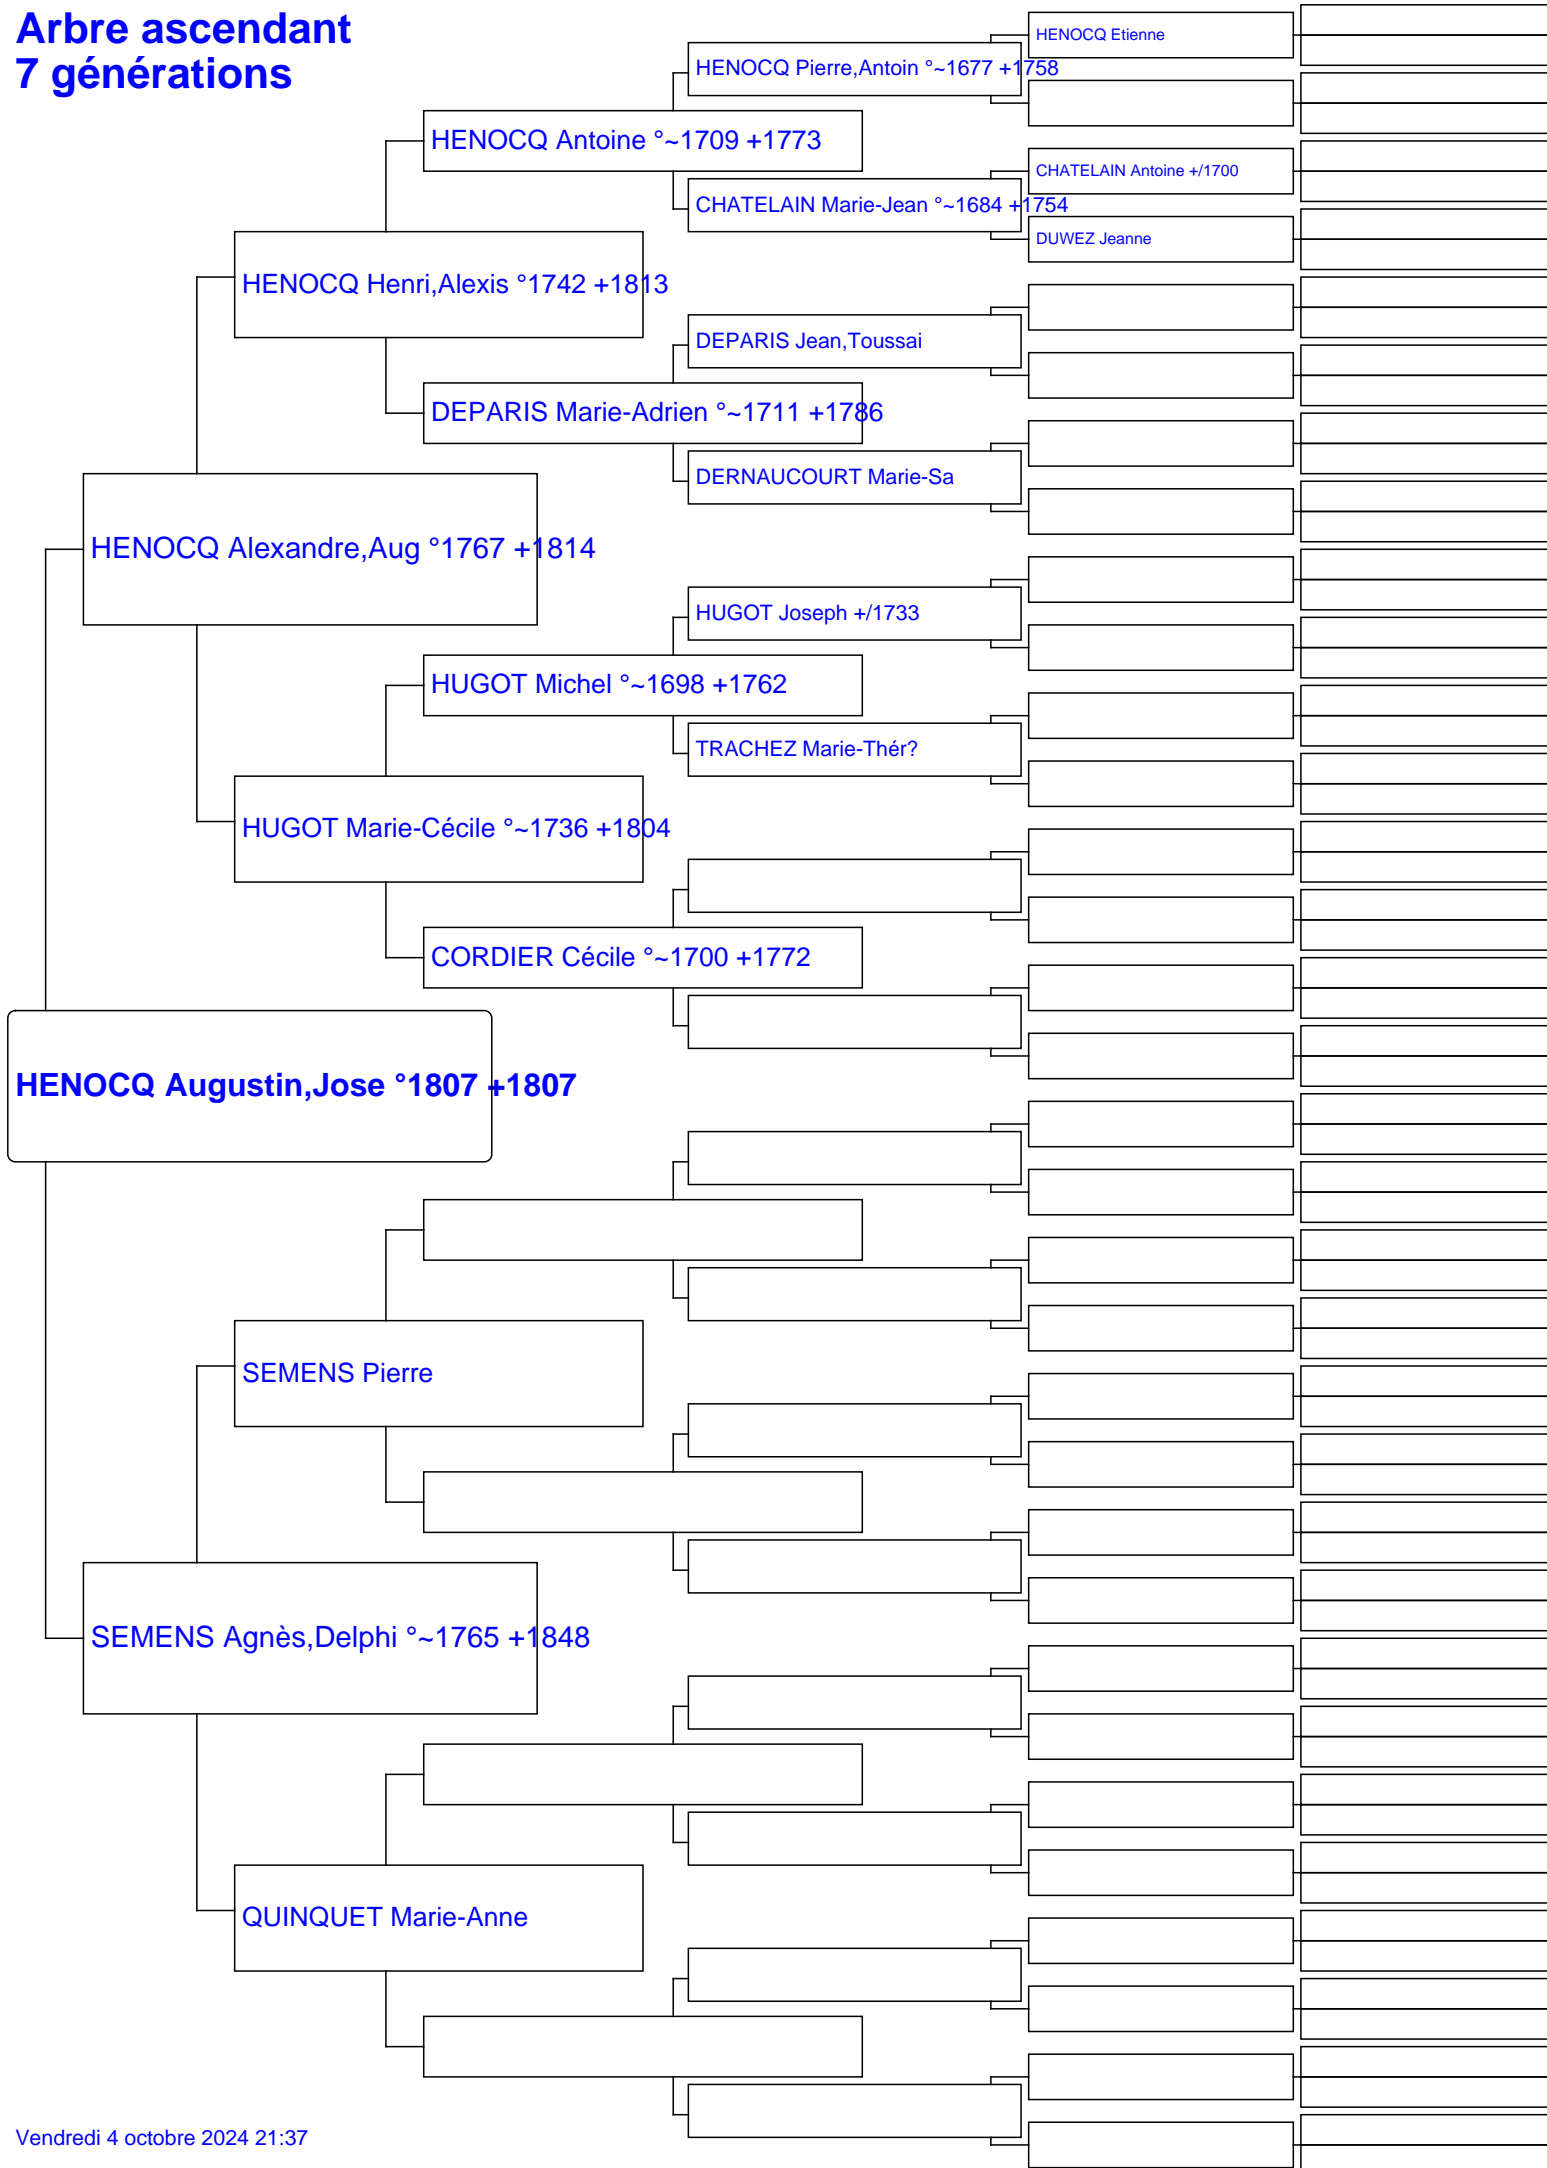 Arbre ascendant
7 générations
HENOCQ Etienne
HENOCQ Pierre,Antoin °~1677 +1758
HENOCQ Antoine °~1709 +1773
CHATELAIN Antoine +/1700
CHATELAIN Marie-Jean °~1684 +1754
DUWEZ Jeanne
HENOCQ Henri,Alexis °1742 +1813
DEPARIS Jean,Toussai
DEPARIS Marie-Adrien °~1711 +1786
DERNAUCOURT Marie-Sa
HENOCQ Alexandre,Aug °1767 +1814
HUGOT Joseph +/1733
HUGOT Michel °~1698 +1762
TRACHEZ Marie-Thér?
HUGOT Marie-Cécile °~1736 +1804
CORDIER Cécile °~1700 +1772
HENOCQ Augustin,Jose °1807 +1807
SEMENS Pierre
SEMENS Agnès,Delphi °~1765 +1848
QUINQUET Marie-Anne
Vendredi 4 octobre 2024 21:37